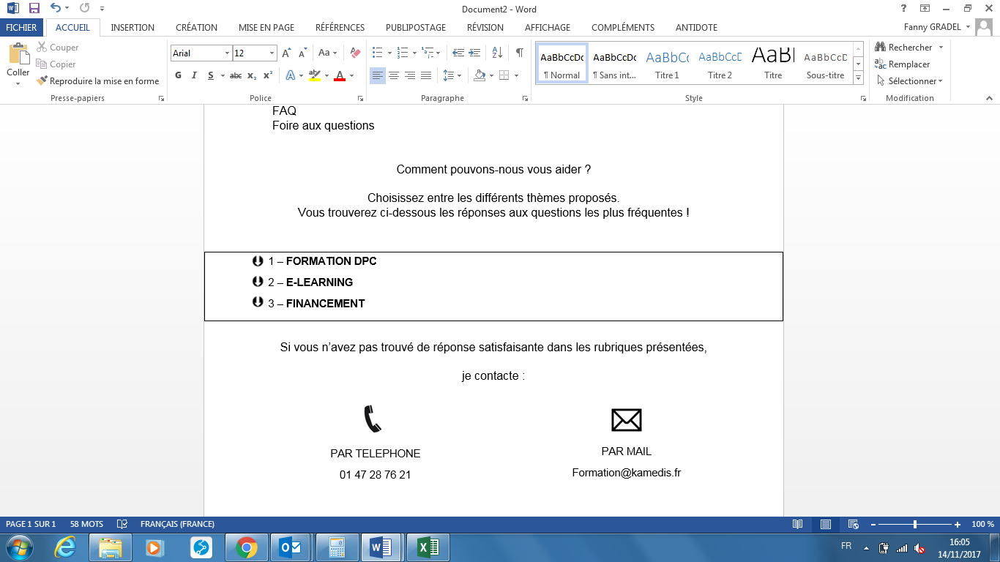 Document2 - Word
FICHIER ACCUEIL INSERTION CRÉATION MISE EN PAGE RÉFÉRENCES PUBLIPOSTAGE RÉVISION AFFICHAGE COMPLÉMENTS ANTIDOTE Fanny GRADEL
Coller
Couper
Copier
Reproduire la mise en forme
Presse-papiers
Arial 12
G I S abc x₂ x²
Police
Paragraphe
AaBbCcDc AaBbCcDc AaBbCc AaBbCcD AaBl AaBbCcD
¶ Normal ¶ Sans int... Titre 1 Titre 2 Titre Sous-titre
Style
Rechercher
Remplacer
Sélectionner
Modification
FAQ
Foire aux questions
Comment pouvons-nous vous aider ?
Choisissez entre les différents thèmes proposés.
Vous trouverez ci-dessous les réponses aux questions les plus fréquentes !
1 – FORMATION DPC
2 – E-LEARNING
3 – FINANCEMENT
Si vous n’avez pas trouvé de réponse satisfaisante dans les rubriques présentées,
je contacte :
PAR TELEPHONE
01 47 28 76 21
PAR MAIL
Formation@kamedis.fr
PAGE 1 SUR 1 58 MOTS FRANÇAIS (FRANCE) 100 %
FR 16:05
14/11/2017